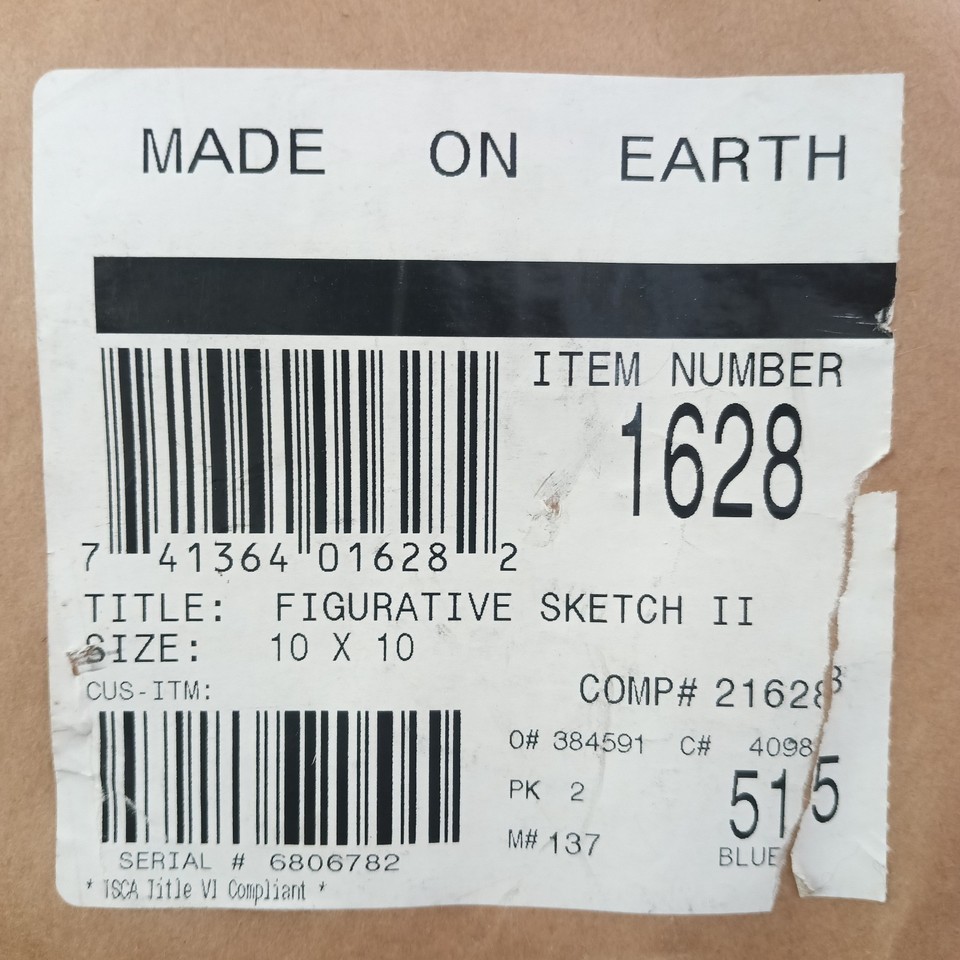 MADE ON EARTH
ITEM NUMBER
1628
7 41364 01628 2
TITLE: FIGURATIVE SKETCH II
SIZE: 10 X 10
CUS-ITM:
COMP# 21628
O# 384591 C# 4098
PK 2
515
M# 137
BLUE
SERIAL # 6806782
* TSCA Title VI Compliant *